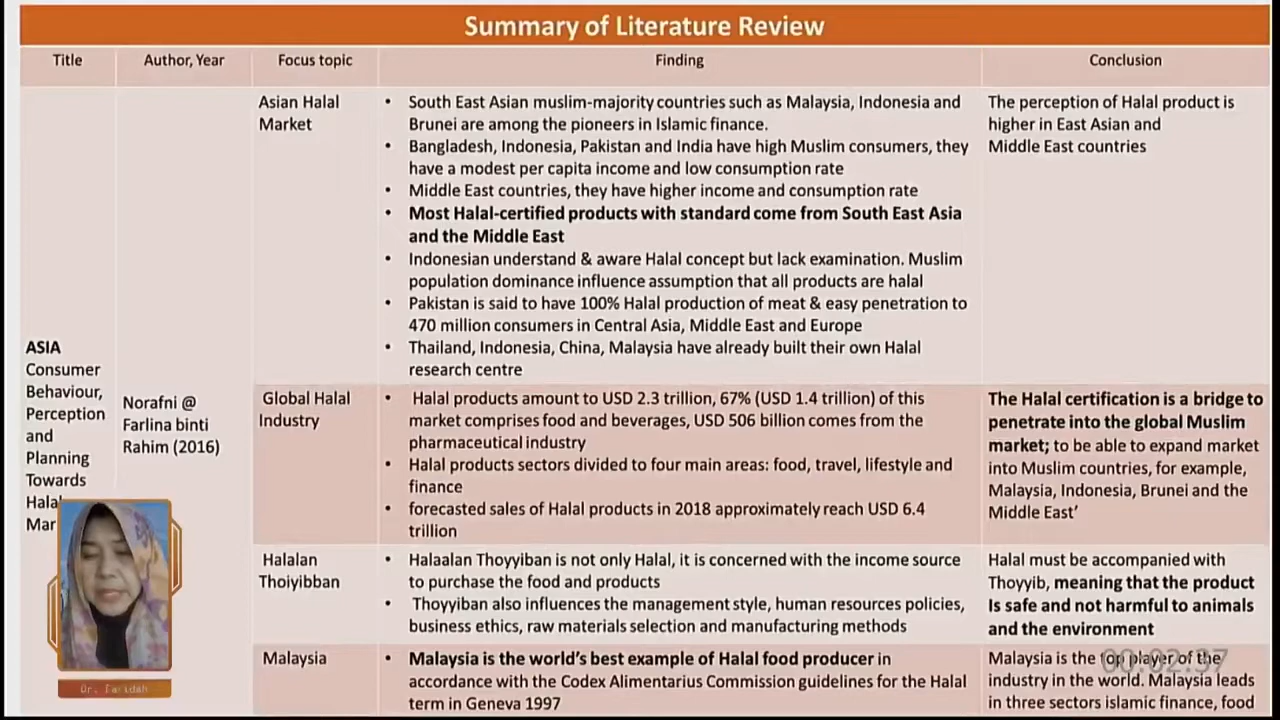 Summary of Literature Review
Title
Author, Year
Focus topic
Finding
Conclusion
ASIA
Consumer
Behaviour,
Perception
and
Planning
Towards
Halal
Mar
Norafni @
Farlina binti
Rahim (2016)
Asian Halal
Market
• South East Asian muslim-majority countries such as Malaysia, Indonesia and
Brunei are among the pioneers in Islamic finance.
• Bangladesh, Indonesia, Pakistan and India have high Muslim consumers, they
have a modest per capita income and low consumption rate
• Middle East countries, they have higher income and consumption rate
• Most Halal-certified products with standard come from South East Asia
and the Middle East
• Indonesian understand & aware Halal concept but lack examination. Muslim
population dominance influence assumption that all products are halal
• Pakistan is said to have 100% Halal production of meat & easy penetration to
470 million consumers in Central Asia, Middle East and Europe
• Thailand, Indonesia, China, Malaysia have already built their own Halal
research centre
The perception of Halal product is
higher in East Asian and
Middle East countries
Global Halal
Industry
• Halal products amount to USD 2.3 trillion, 67% (USD 1.4 trillion) of this
market comprises food and beverages, USD 506 billion comes from the
pharmaceutical industry
• Halal products sectors divided to four main areas: food, travel, lifestyle and
finance
• forecasted sales of Halal products in 2018 approximately reach USD 6.4
trillion
The Halal certification is a bridge to
penetrate into the global Muslim
market; to be able to expand market
into Muslim countries, for example,
Malaysia, Indonesia, Brunei and the
Middle East'
Halalan
Thoiyibban
• Halaalan Thoyyiban is not only Halal, it is concerned with the income source
to purchase the food and products
• Thoyyiban also influences the management style, human resources policies,
business ethics, raw materials selection and manufacturing methods
Halal must be accompanied with
Thoyyib, meaning that the product
Is safe and not harmful to animals
and the environment
Malaysia
• Malaysia is the world's best example of Halal food producer in
accordance with the Codex Alimentarius Commission guidelines for the Halal
term in Geneva 1997
Malaysia is the top player of the
industry in the world. Malaysia leads
in three sectors islamic finance, food
00:02:37
Dr. Faridah